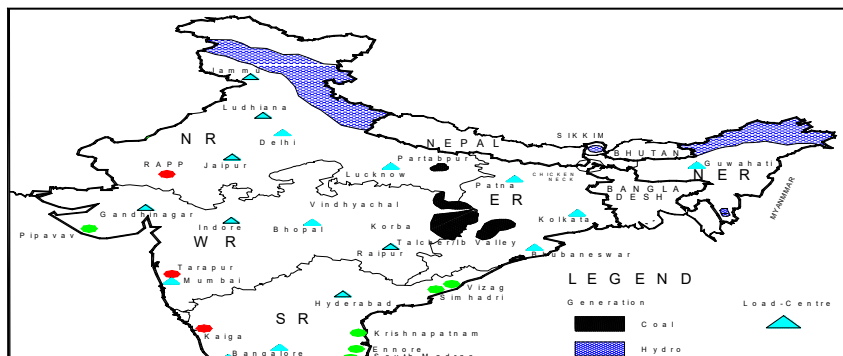 Jammu
Ludhiana
NR
Delhi
NEPAL
SIKKIM
BHUTAN
RAPP
Jaipur
Lucknow
Partabpur
CHICKEN
NECK
Guwahati
NER
Patna
BANGLA
DESH
MYANMMAR
Gandhinagar
Vindhyachal
ER
Pipavav
Indore
Bhopal
Korba
Kolkata
WR
Raipur
Talcher/Ib Valley
Bhubaneswar
Tarapur
Mumbai
Hyderabad
Vizag
Simhadri
LEGEND
Generation
Load-Centre
SR
Kaiga
Krishnapatnam
Coal
Ennore
Bangalore
Hydro